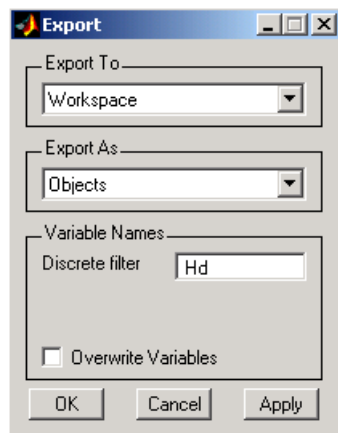 Export
Export To
Workspace
Export As
Objects
Variable Names
Discrete filter Hd
Overwrite Variables
OK Cancel Apply